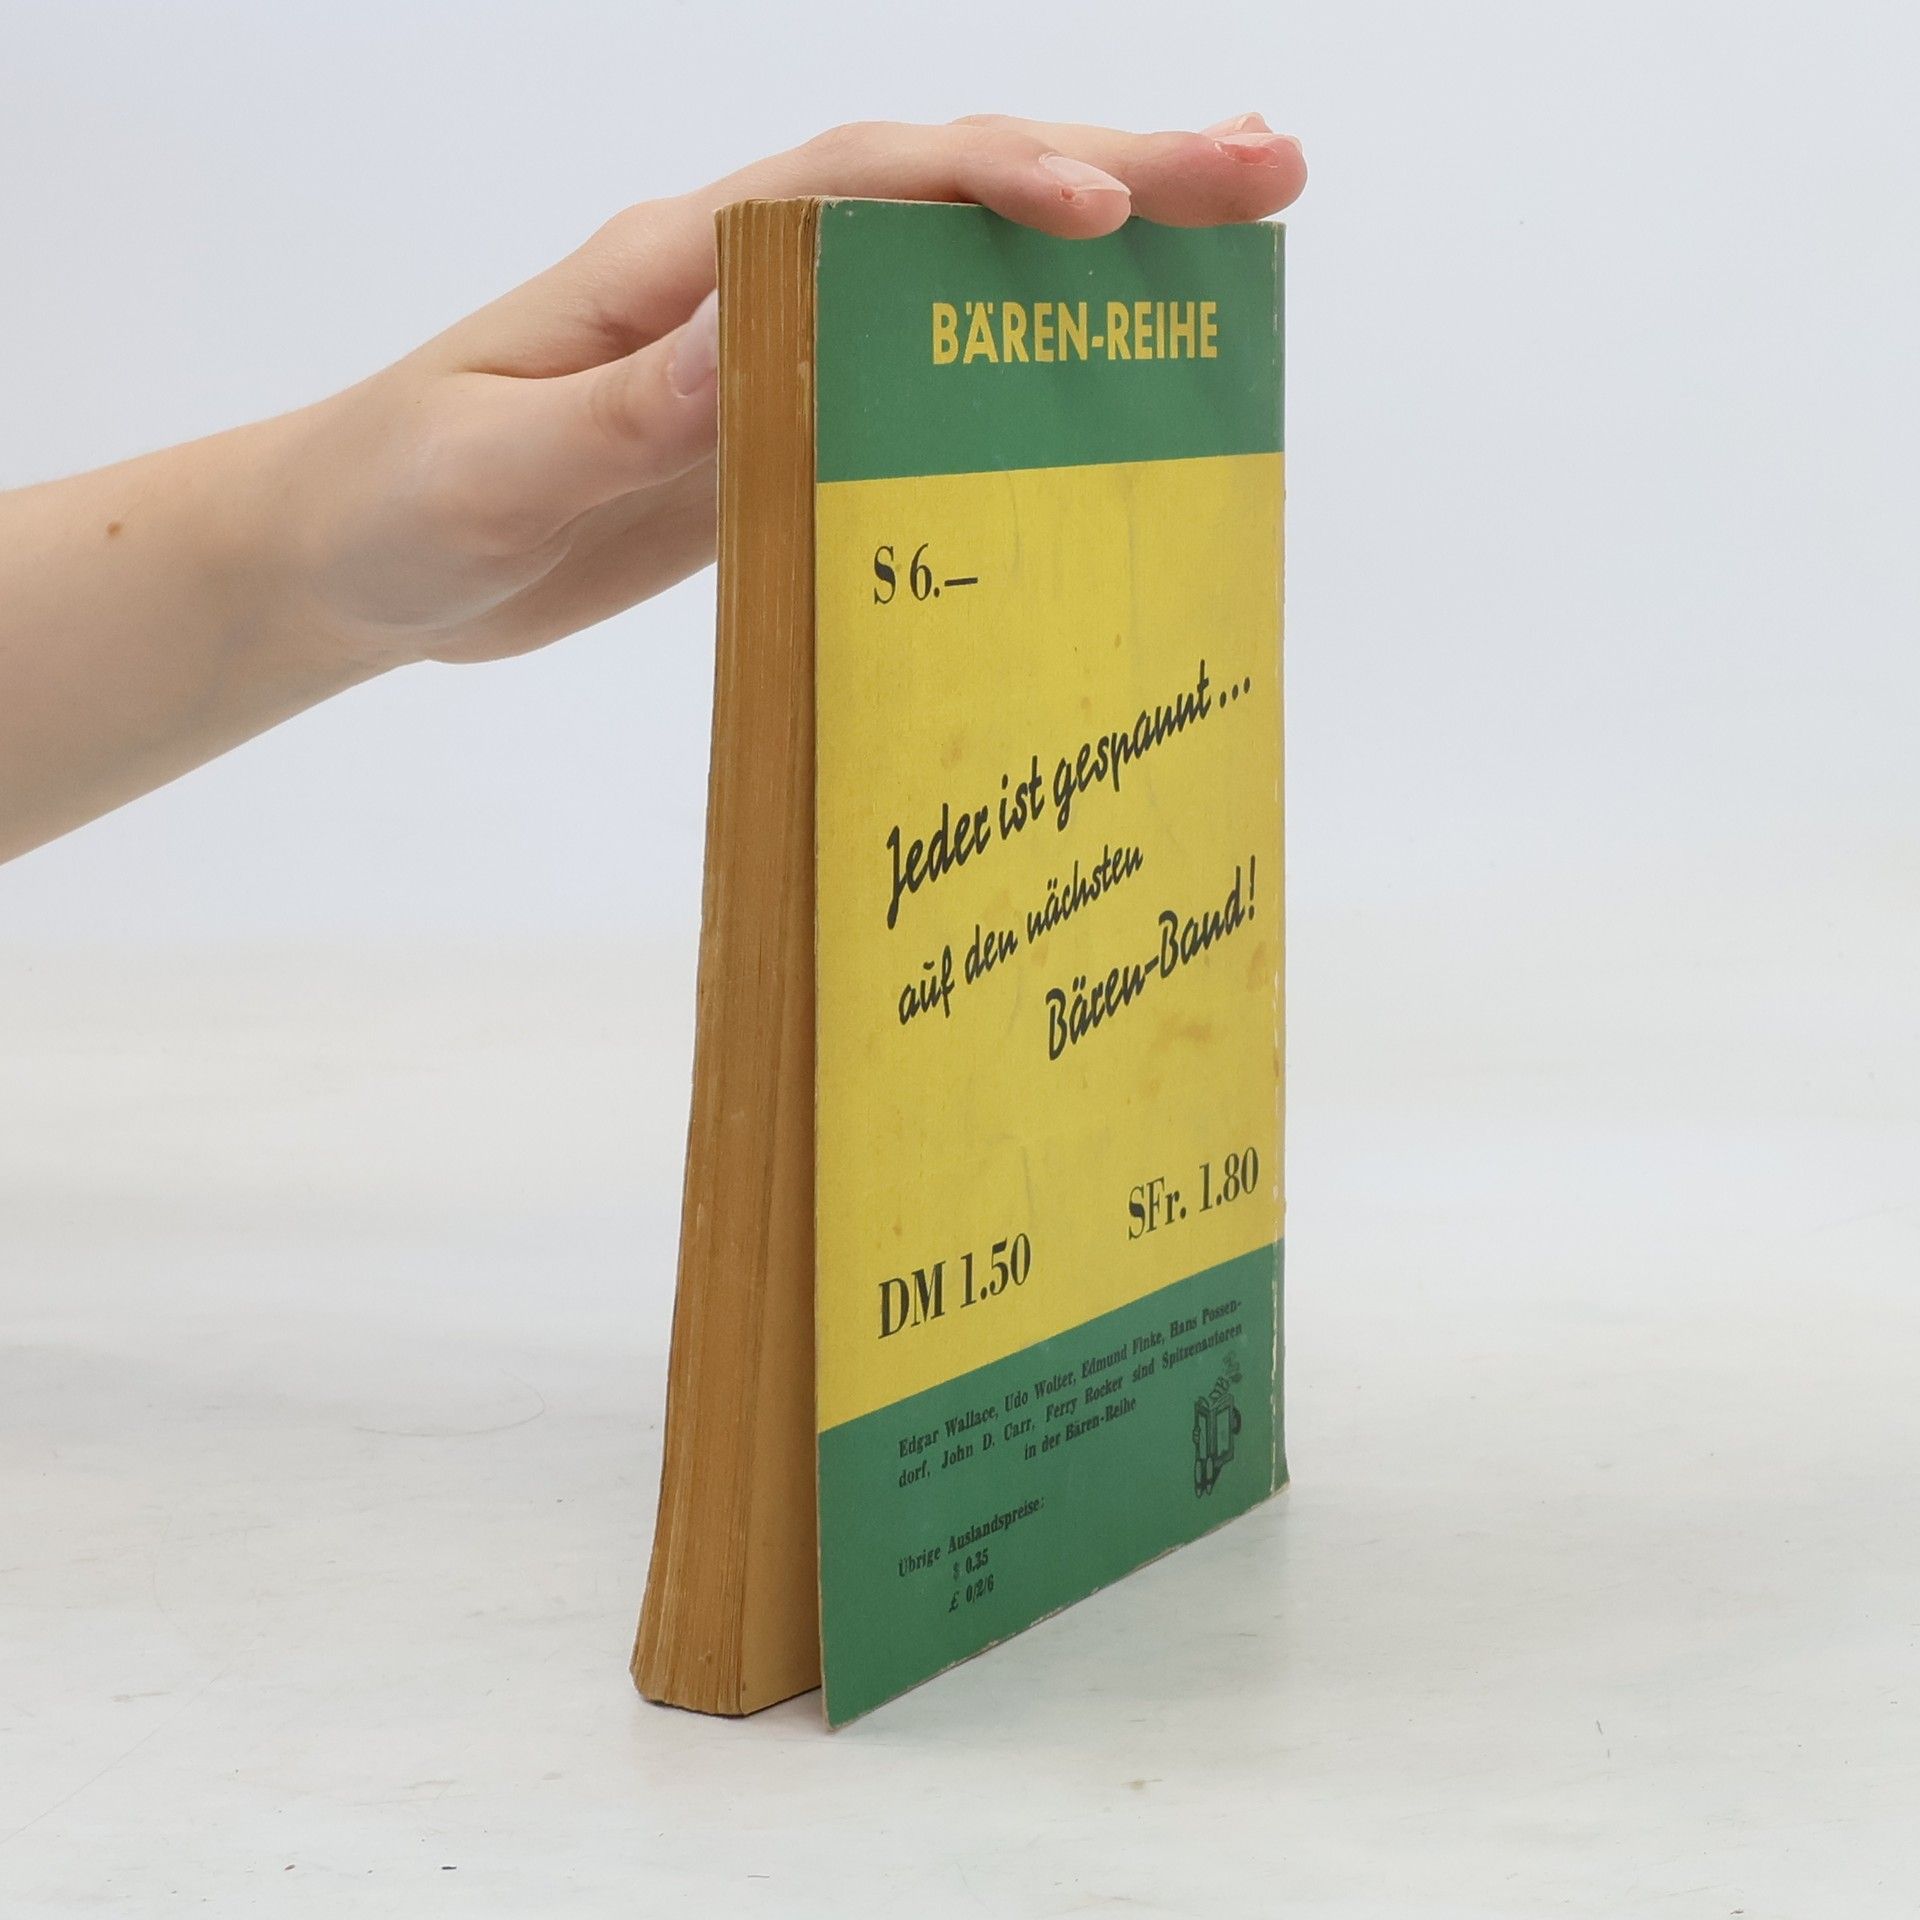 BÄREN-REIHE
S 6.—
Jeder ist gespannt ...
auf den nächsten
Bären-Band!
DM 1.50
SFr. 1.80
Edgar Wallace, Udo Wolter, Edmund Finke, Hans Possen-
dorf, John D. Carr, Ferry Rocker sind Spitzenautoren
in der Bären-Reihe
Übrige Auslandspreise:
$ 0.35
£ 0/2/6